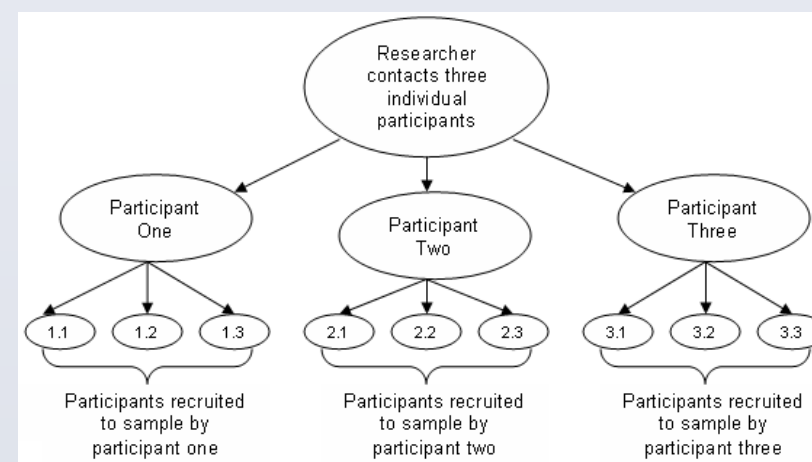 Researcher
contacts three
individual
participants
Participant
One
Participant
Two
Participant
Three
1.1
1.2
1.3
2.1
2.2
2.3
3.1
3.2
3.3
Participants recruited
to sample by
participant one
Participants recruited
to sample by
participant two
Participants recruited
to sample by
participant three